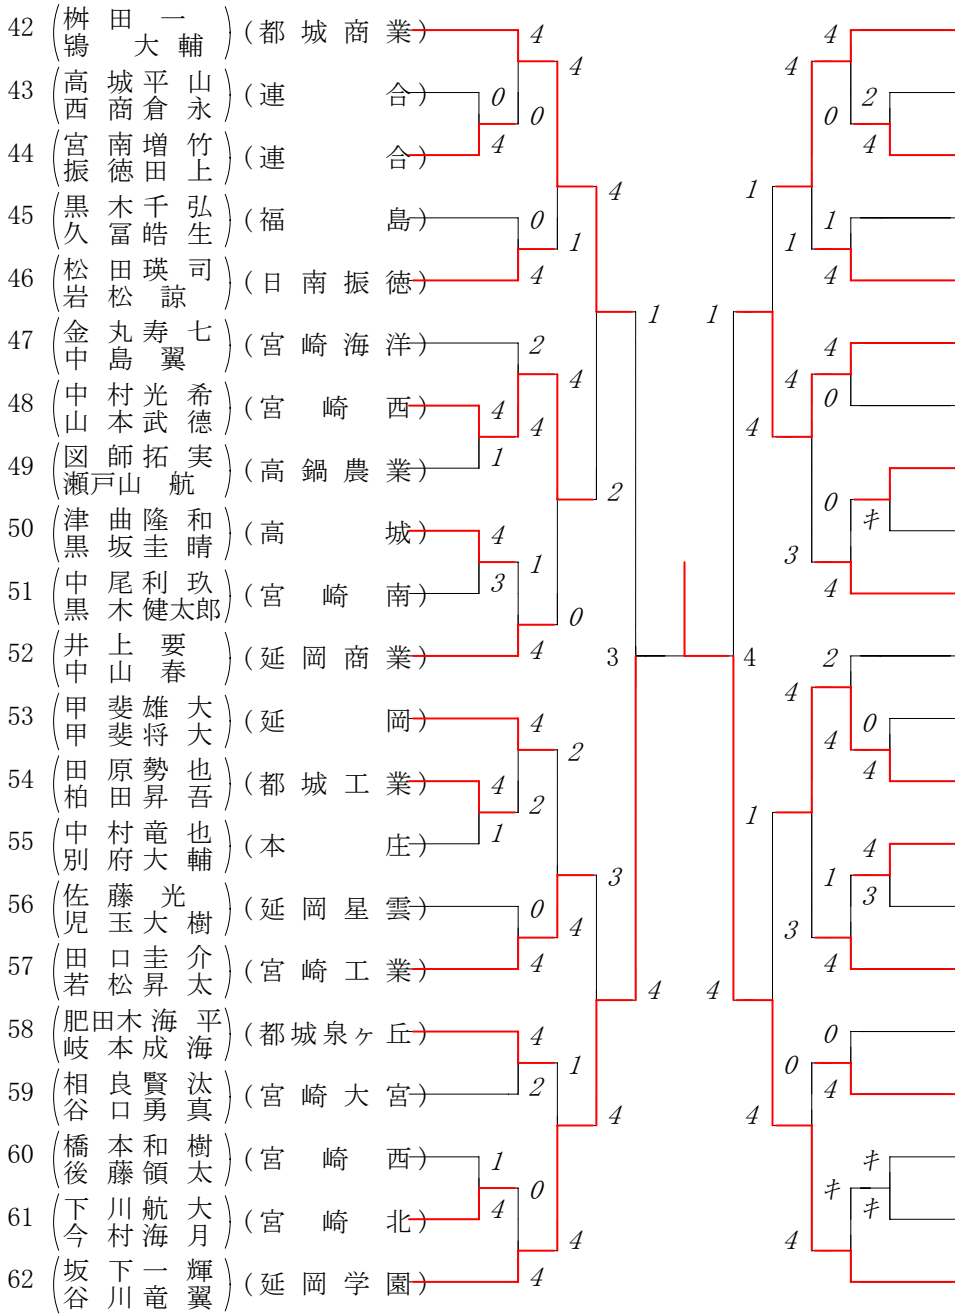 42 桝田一 鴇大輔 (都城商業)
43 高城平山 西商倉永 (連合)
44 宮南増竹 振徳田上 (連合)
45 黒木千弘 久冨皓生 (福島)
46 松田瑛司 岩松諒 (日南振徳)
47 金丸寿七 中島翼 (宮崎海洋)
48 中村光希 山本武德 (宮崎西)
49 図師拓実 瀬戸山航 (高鍋農業)
50 津曲隆和 黒坂圭晴 (高城)
51 中尾利玖 黒木健太郎 (宮崎南)
52 井上要 中山春 (延岡商業)
53 甲斐雄大 甲斐将大 (延岡)
54 田原勢也 柏田昇吾 (都城工業)
55 中村竜也 別府大輔 (本庄)
56 佐藤光 児玉大樹 (延岡星雲)
57 田口圭介 若松昇太 (宮崎工業)
58 肥田木海平 岐本成海 (都城泉ヶ丘)
59 相良賢汰 谷口勇真 (宮崎大宮)
60 橋本和樹 後藤領太 (宮崎西)
61 下川航大 今村海月 (宮崎北)
62 坂下一輝 谷川竜翼 (延岡学園)
4 4
4 4
0 2
0 0
4 4
4 1
0 1
1 1
4 4
1 1
2 4
4 4
4 0
4 4
1
2 0
4 キ
1 3
3 4
0
4 2
3 4
4 4
2 0
4 4
2 4
1 1
3 4
0 1
3
4 3
4 4
4 4
4 0
1 0
2 4
4 4
1 キ
0 キ
4 キ
4 4
4